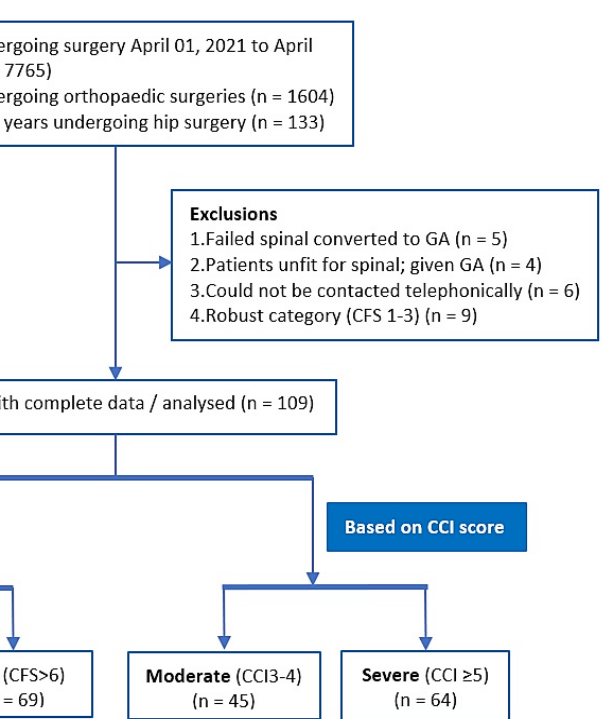 ergoing surgery April 01, 2021 to April
7765)
ergoing orthopaedic surgeries (n = 1604)
years undergoing hip surgery (n = 133)
Exclusions
1.Failed spinal converted to GA (n = 5)
2.Patients unfit for spinal; given GA (n = 4)
3.Could not be contacted telephonically (n = 6)
4.Robust category (CFS 1-3) (n = 9)
ith complete data / analysed (n = 109)
Based on CCI score
(CFS>6)
= 69)
Moderate (CCI3-4)
(n = 45)
Severe (CCI ≥5)
(n = 64)